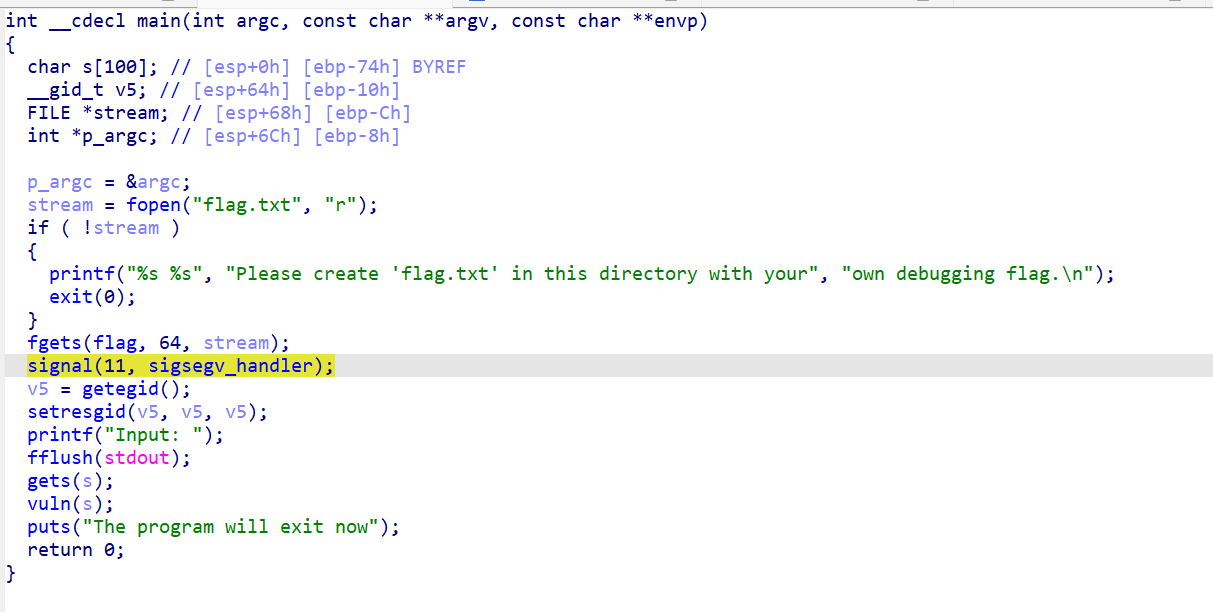 int __cdecl main(int argc, const char **argv, const char **envp)
{
  char s[100]; // [esp+0h] [ebp-74h] BYREF
  __gid_t v5; // [esp+64h] [ebp-10h]
  FILE *stream; // [esp+68h] [ebp-Ch]
  int *p_argc; // [esp+6Ch] [ebp-8h]

  p_argc = &argc;
  stream = fopen("flag.txt", "r");
  if ( !stream )
  {
    printf("%s %s", "Please create 'flag.txt' in this directory with your", "own debugging flag.\n");
    exit(0);
  }
  fgets(flag, 64, stream);
  signal(11, sigsegv_handler);
  v5 = getegid();
  setresgid(v5, v5, v5);
  printf("Input: ");
  fflush(stdout);
  gets(s);
  vuln(s);
  puts("The program will exit now");
  return 0;
}